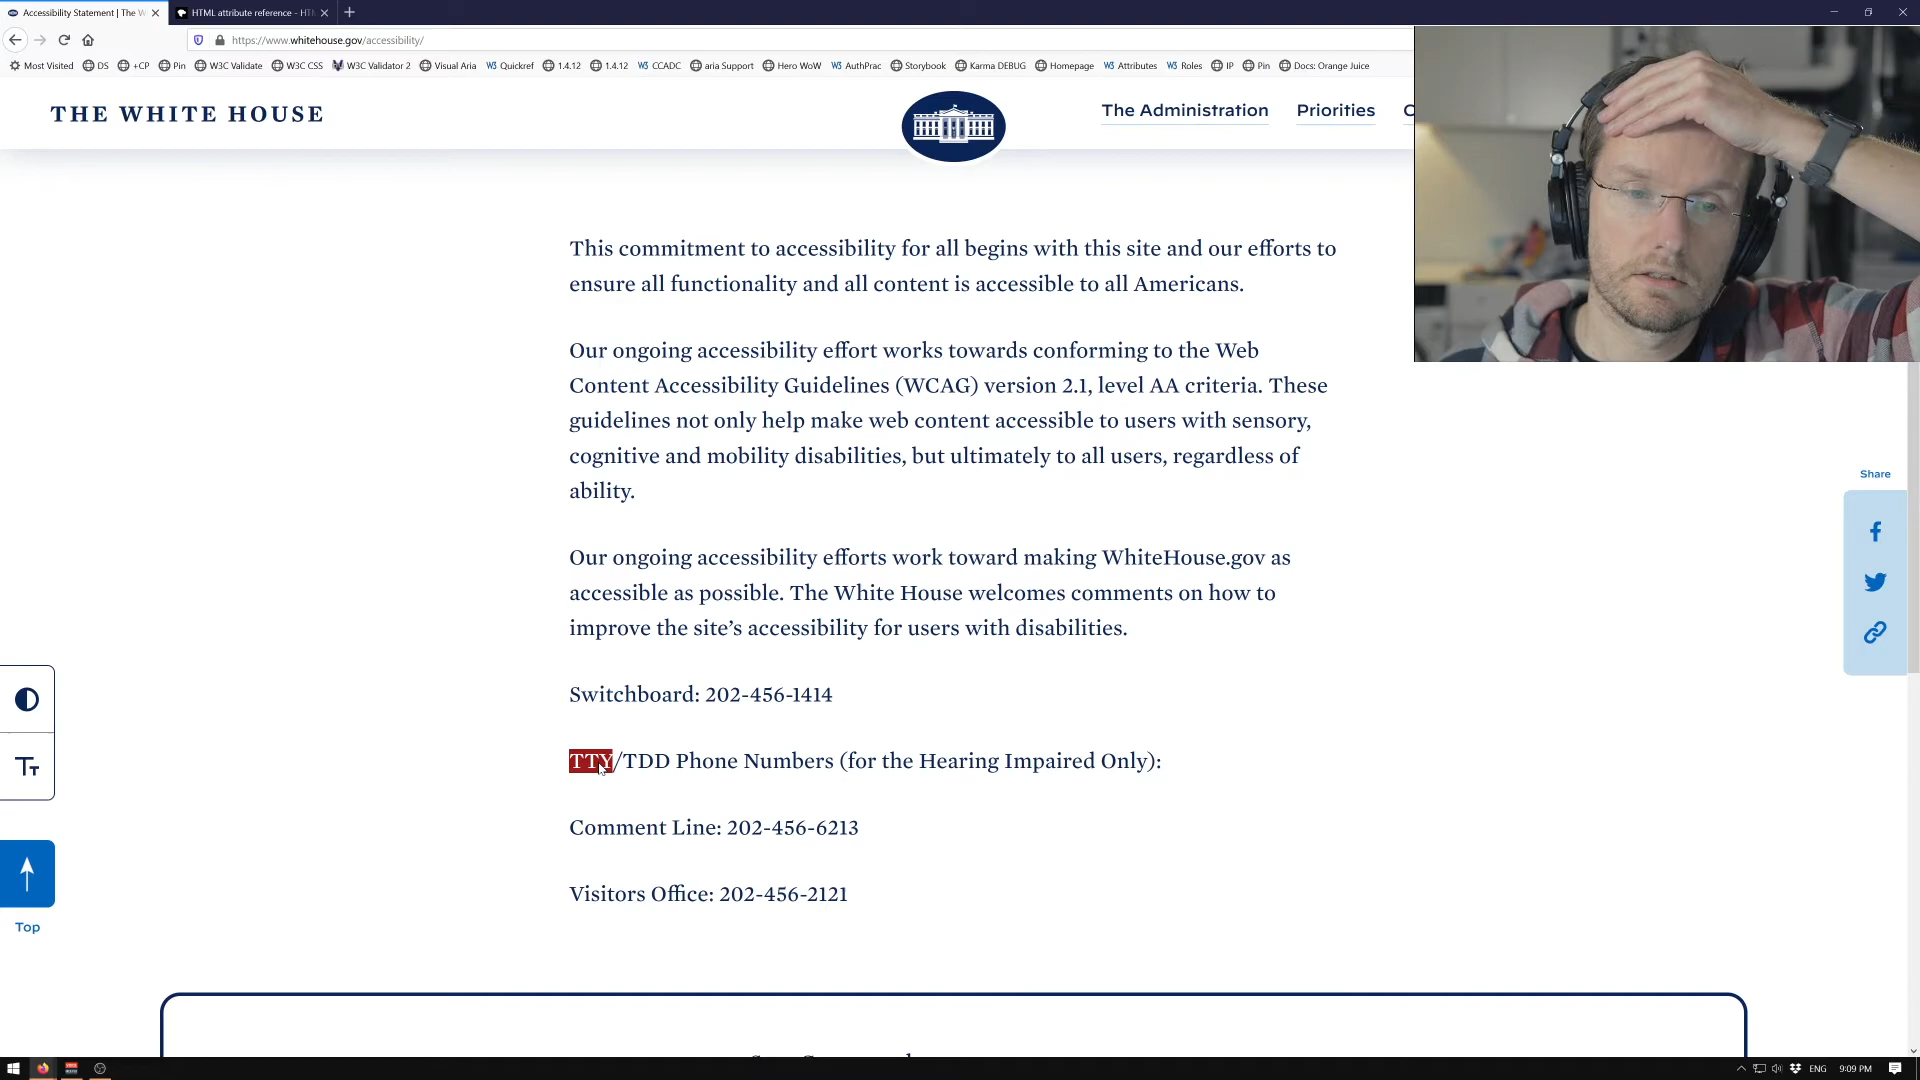 Accessibility Statement | The W
HTML attribute reference - HT
https://www.whitehouse.gov/accessibility/
Most Visited DS +CP Pin W3C Validate W3C CSS W3C Validator 2 Visual Aria W3 Quickref 1.4.12 1.4.12 W3 CCADC aria Support Hero WoW W3 AuthPrac Storybook Karma DEBUG Homepage W3 Attributes W3 Roles IP Pin Docs: Orange Juice
THE WHITE HOUSE
The Administration Priorities C
This commitment to accessibility for all begins with this site and our efforts to
ensure all functionality and all content is accessible to all Americans.
Our ongoing accessibility effort works towards conforming to the Web
Content Accessibility Guidelines (WCAG) version 2.1, level AA criteria. These
guidelines not only help make web content accessible to users with sensory,
cognitive and mobility disabilities, but ultimately to all users, regardless of
ability.
Our ongoing accessibility efforts work toward making WhiteHouse.gov as
accessible as possible. The White House welcomes comments on how to
improve the site’s accessibility for users with disabilities.
Switchboard: 202-456-1414
TTY/TDD Phone Numbers (for the Hearing Impaired Only):
Comment Line: 202-456-6213
Visitors Office: 202-456-2121
Share
Tт
Top
ENG 9:09 PM